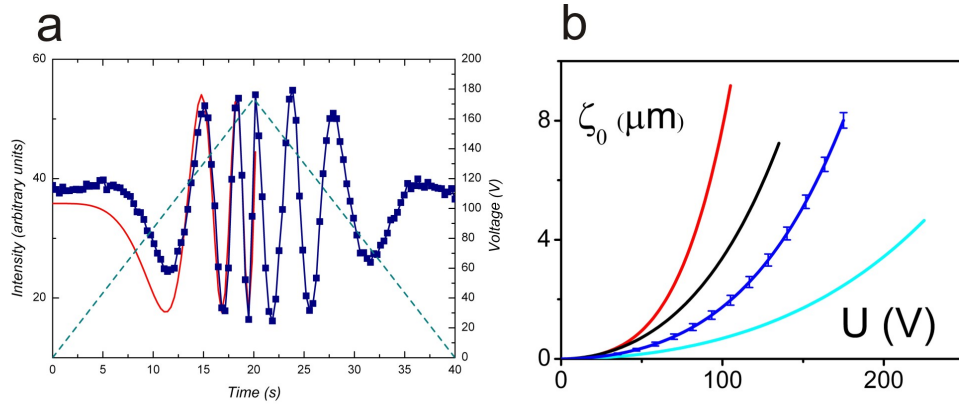 a
60
40
20
Intensity (arbitrary units)
200
180
160
140
120
100
80
60
40
20
0
Voltage (V)
0 5 10 15 20 25 30 35 40
Time (s)
b
8
4
0
ζ0 (μm)
U (V)
0 100 200